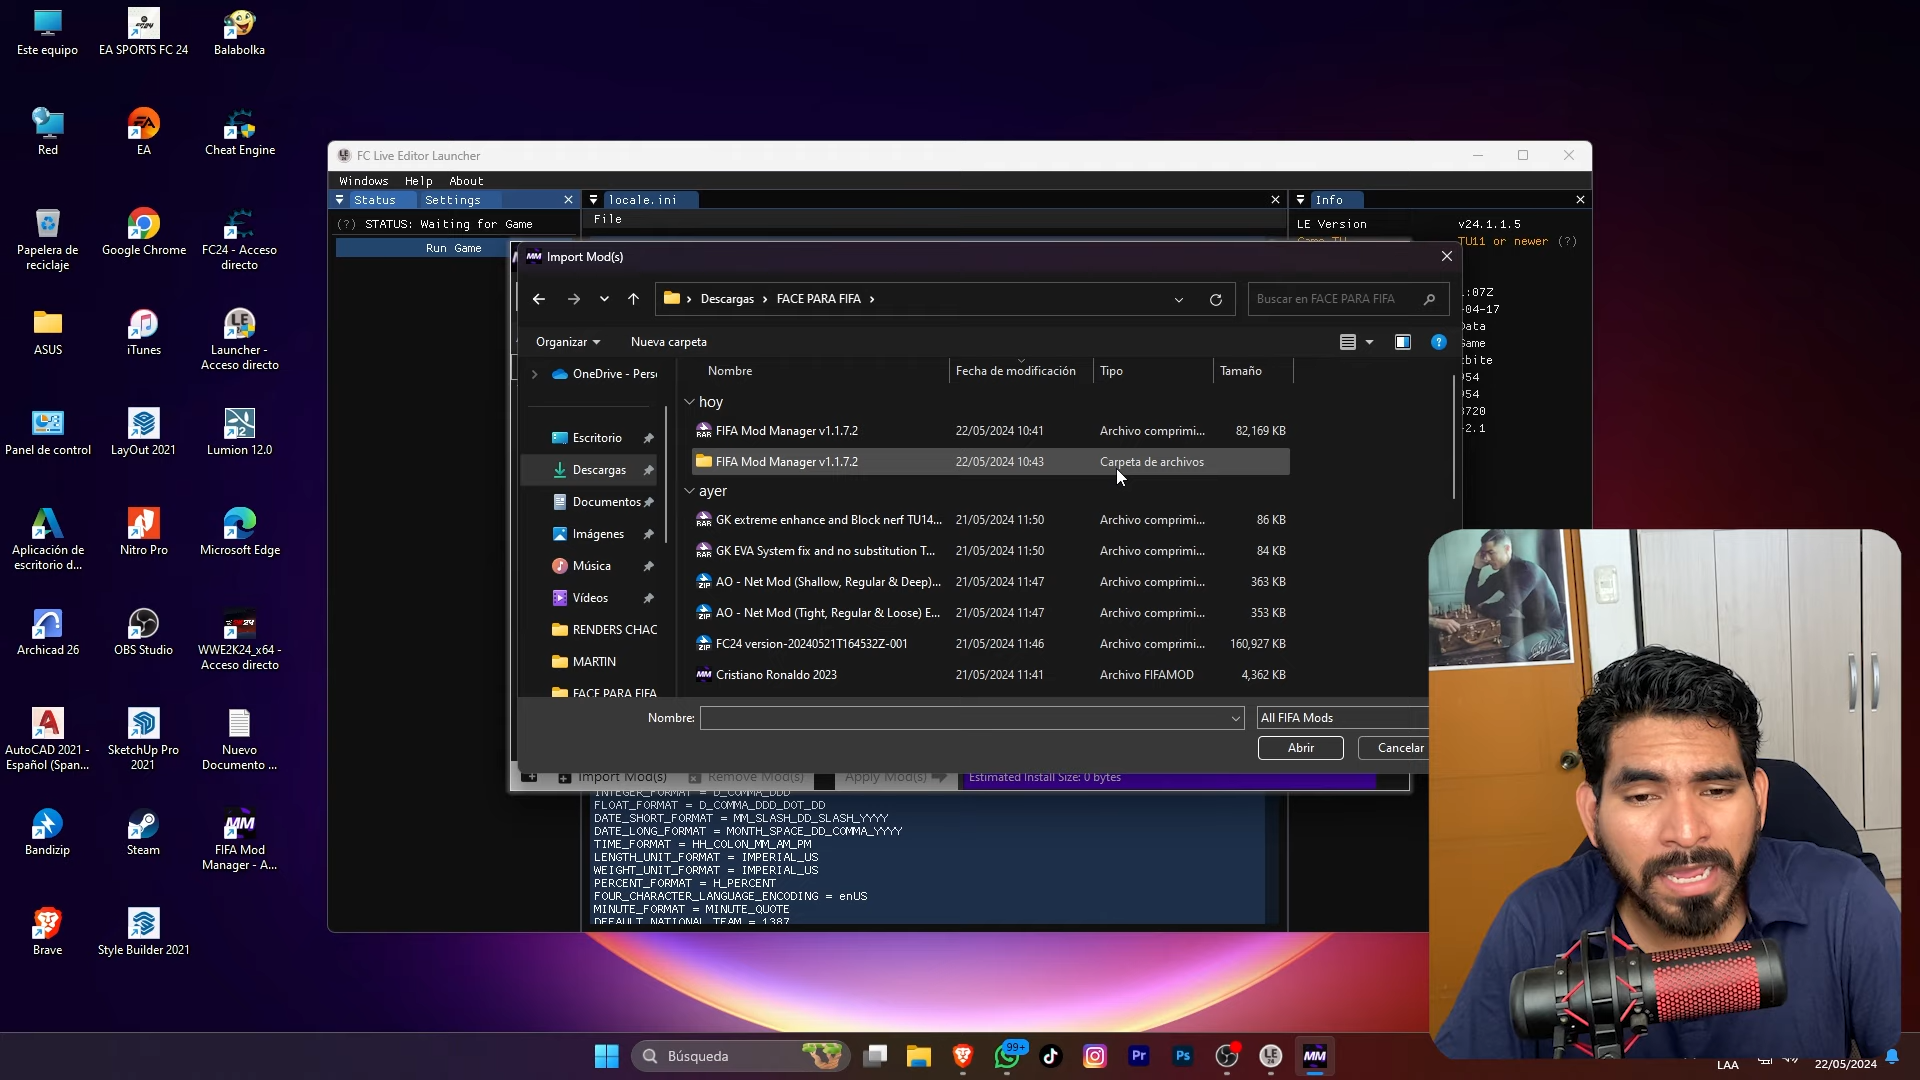 Este equipo
EA SPORTS FC 24
Balabolka
Red
EA
Cheat Engine
Papelera de
reciclaje
Google Chrome
FC24 - Acceso
directo
ASUS
iTunes
Launcher -
Acceso directo
Panel de control
LayOut 2021
Lumion 12.0
Aplicación de
escritorio d...
Nitro Pro
Microsoft Edge
Archicad 26
OBS Studio
WWE2K24_x64 -
Acceso directo
AutoCAD 2021 -
Español (Span...
SketchUp Pro
2021
Nuevo
Documento ...
Bandizip
Steam
FIFA Mod
Manager - A...
Brave
Style Builder 2021
FC Live Editor Launcher
Windows Help About
Status Settings
locale.ini
Info
(?) STATUS: Waiting for Game
File
LE Version v24.1.1.5
Run Game
TU11 or newer (?)
Import Mod(s)
Descargas > FACE PARA FIFA >
Buscar en FACE PARA FIFA
Organizar
Nueva carpeta
OneDrive - Perso
Escritorio
Descargas
Documentos
Imágenes
Música
Vídeos
RENDERS CHAC
MARTIN
FACE PARA FIFA
Nombre Fecha de modificación Tipo Tamaño
hoy
FIFA Mod Manager v1.1.7.2 22/05/2024 10:41 Archivo comprimi... 82,169 KB
FIFA Mod Manager v1.1.7.2 22/05/2024 10:43 Carpeta de archivos
ayer
GK extreme enhance and Block nerf TU14... 21/05/2024 11:50 Archivo comprimi... 86 KB
GK EVA System fix and no substitution T... 21/05/2024 11:50 Archivo comprimi... 84 KB
AO - Net Mod (Shallow, Regular & Deep)... 21/05/2024 11:47 Archivo comprimi... 363 KB
AO - Net Mod (Tight, Regular & Loose) E... 21/05/2024 11:47 Archivo comprimi... 353 KB
FC24 version-20240521T164532Z-001 21/05/2024 11:46 Archivo comprimi... 160,927 KB
Cristiano Ronaldo 2023 21/05/2024 11:41 Archivo FIFAMOD 4,362 KB
Nombre:
All FIFA Mods
Abrir
Cancelar
Import Mod(s)
Remove Mod(s)
Apply Mod(s)
Estimated Install Size: 0 bytes
INTEGER_FORMAT = D_COMMA_DDD
FLOAT_FORMAT = D_COMMA_DDD_DOT_DD
DATE_SHORT_FORMAT = MM_SLASH_DD_SLASH_YYYY
DATE_LONG_FORMAT = MONTH_SPACE_DD_COMMA_YYYY
TIME_FORMAT = HH_COLON_MM_AM_PM
LENGTH_UNIT_FORMAT = IMPERIAL_US
WEIGHT_UNIT_FORMAT = IMPERIAL_US
PERCENT_FORMAT = H_PERCENT
FOUR_CHARACTER_LANGUAGE_ENCODING = enUS
MINUTE_FORMAT = MINUTE_QUOTE
DEFAULT_NATIONAL_TEAM = 1387
Búsqueda
99+
Pr
Ps
LE
MM
LAA
22/05/2024